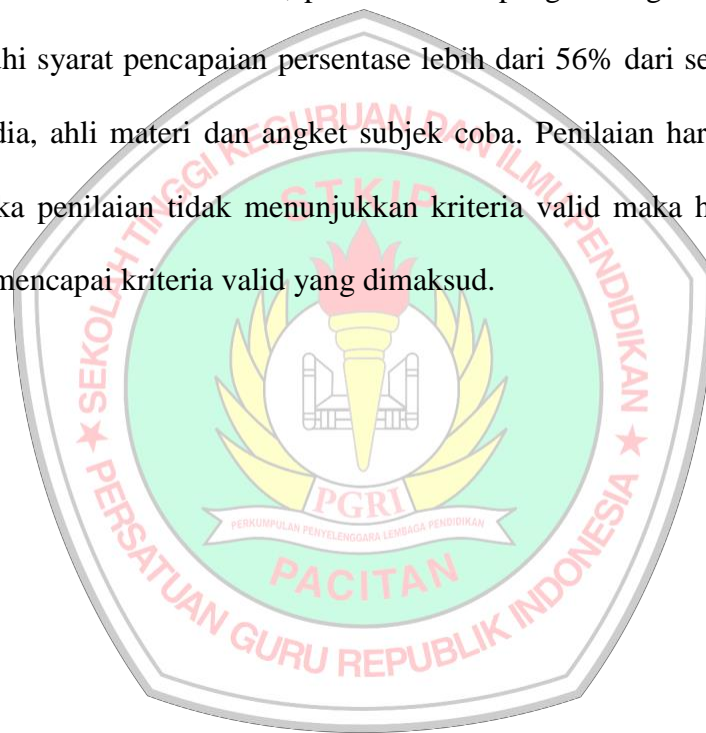 uhi syarat pencapaian persentase lebih dari 56% dari se
dia, ahli materi dan angket subjek coba. Penilaian har
ka penilaian tidak menunjukkan kriteria valid maka h
mencapai kriteria valid yang dimaksud.
SEKOLAH TINGGI KEGURUAN DAN ILMU PENDIDIKAN
STKIP
PGRI
PERKUMPULAN PENYELENGGARA LEMBAGA PENDIDIKAN
PACITAN
PERSATUAN GURU REPUBLIK INDONESIA